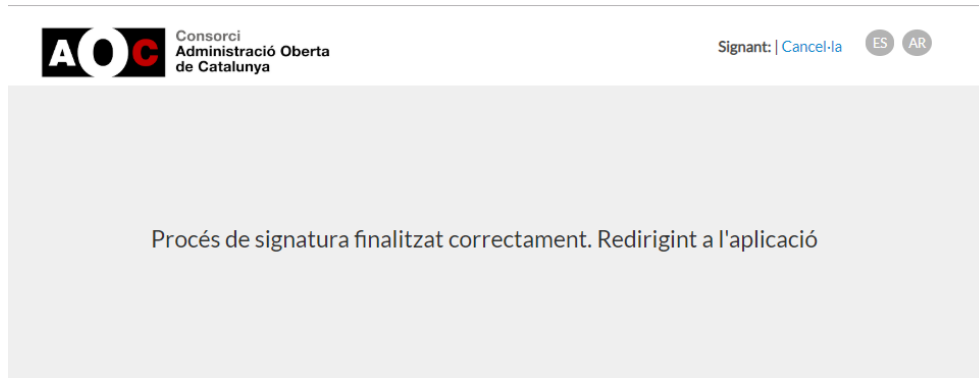 AOC
Consorci
Administració Oberta
de Catalunya
Signant: | Cancel·la ES AR
Procés de signatura finalitzat correctament. Redirigint a l'aplicació